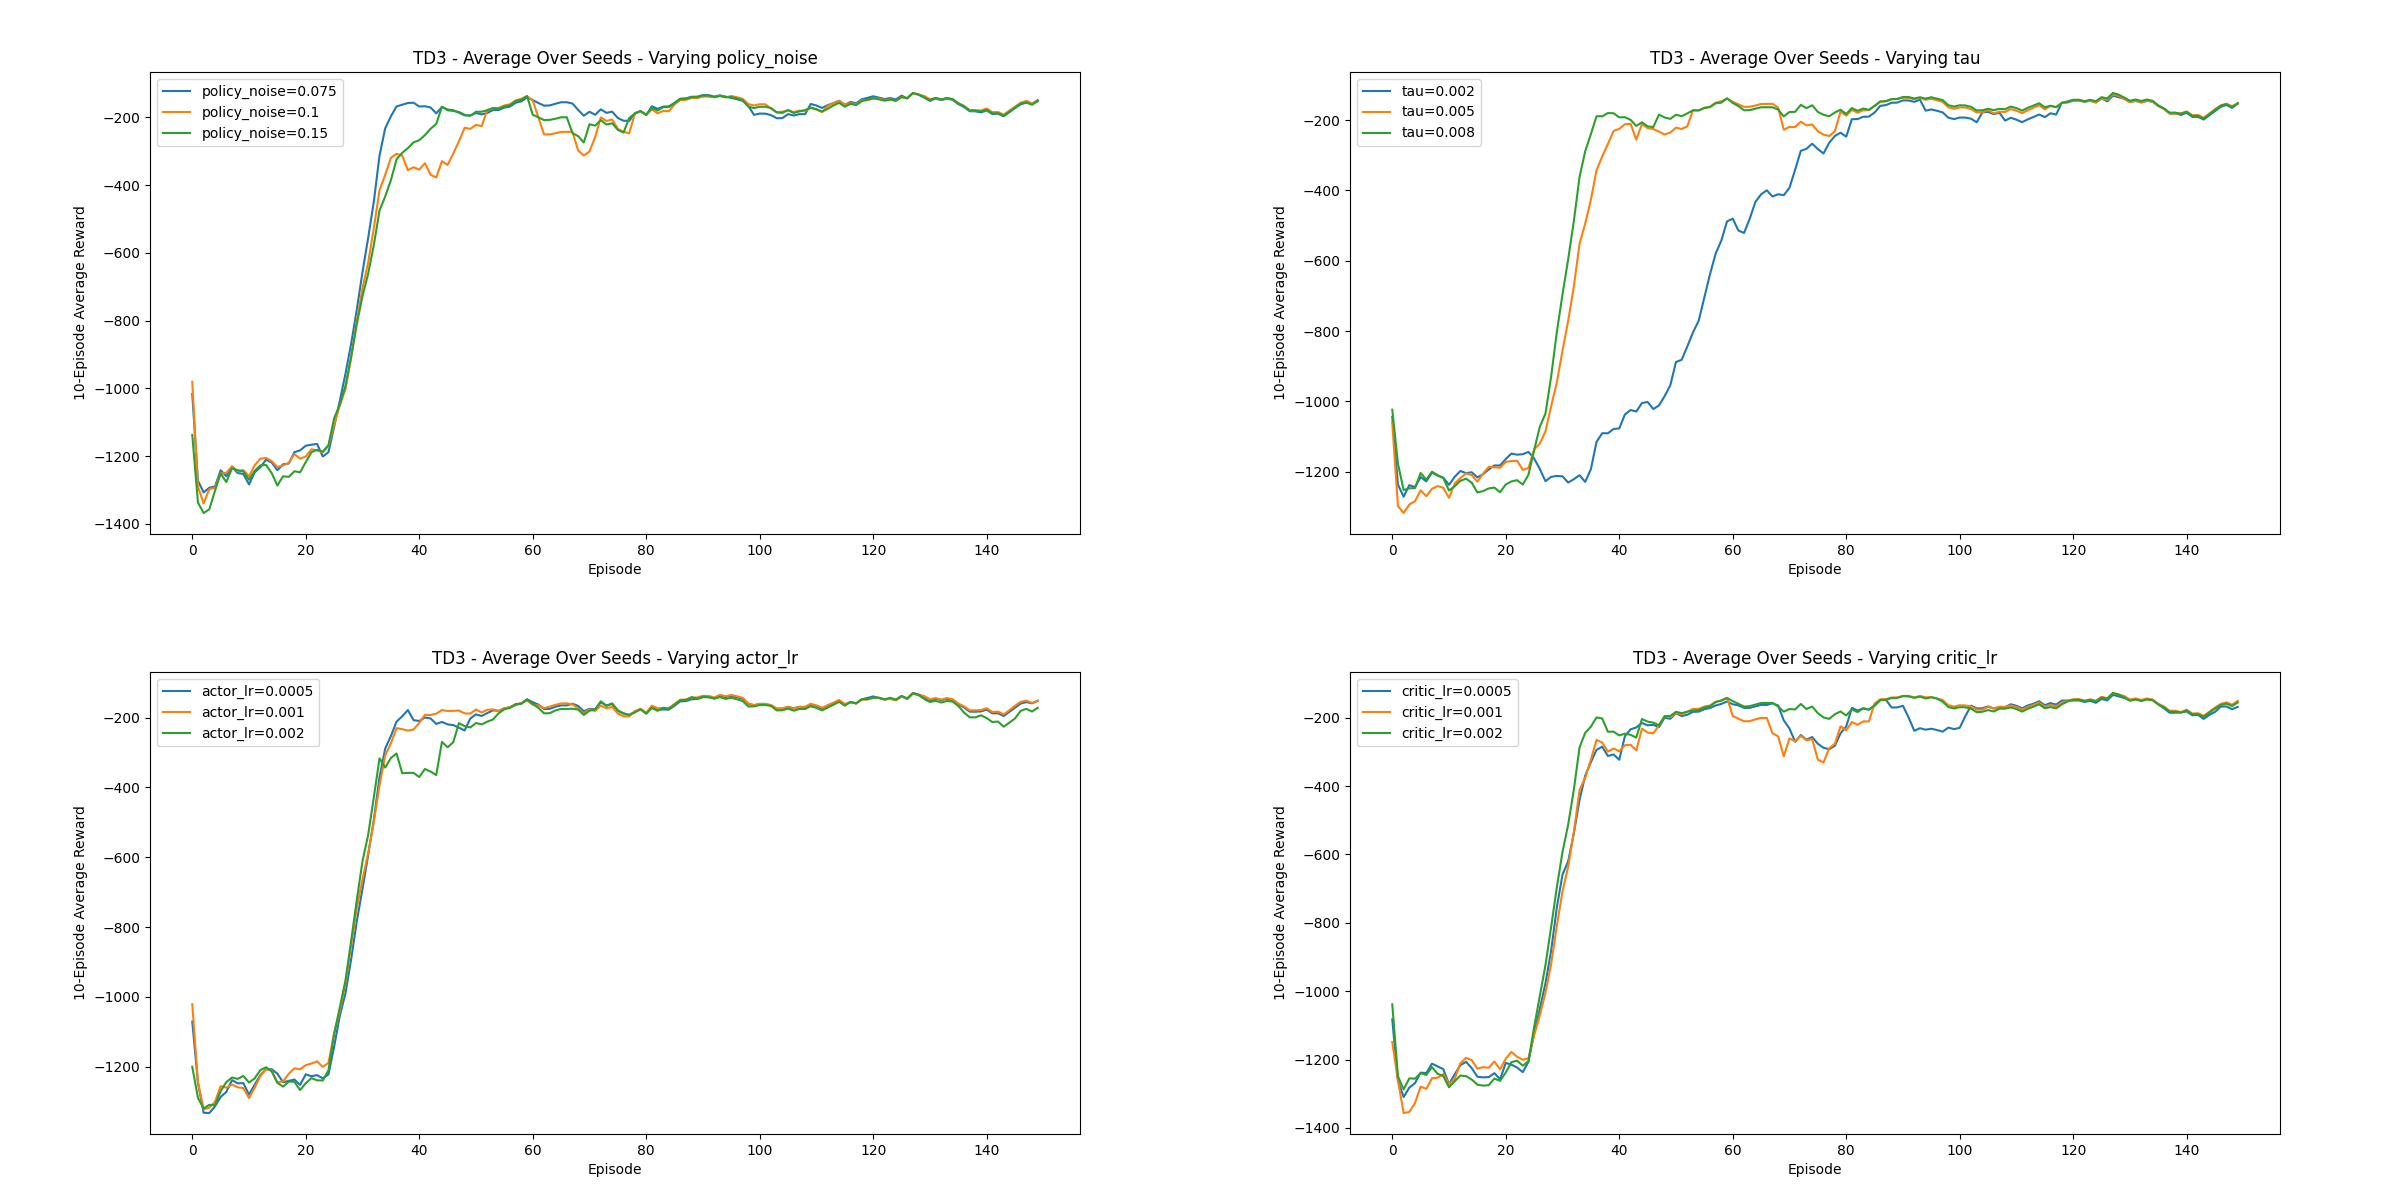 TD3 - Average Over Seeds - Varying policy_noise
policy_noise=0.075
policy_noise=0.1
policy_noise=0.15
10-Episode Average Reward
−200
−400
−600
−800
−1000
−1200
−1400
0 20 40 60 80 100 120 140
Episode
TD3 - Average Over Seeds - Varying tau
tau=0.002
tau=0.005
tau=0.008
10-Episode Average Reward
−200
−400
−600
−800
−1000
−1200
0 20 40 60 80 100 120 140
Episode
TD3 - Average Over Seeds - Varying actor_lr
actor_lr=0.0005
actor_lr=0.001
actor_lr=0.002
10-Episode Average Reward
−200
−400
−600
−800
−1000
−1200
0 20 40 60 80 100 120 140
Episode
TD3 - Average Over Seeds - Varying critic_lr
critic_lr=0.0005
critic_lr=0.001
critic_lr=0.002
10-Episode Average Reward
−200
−400
−600
−800
−1000
−1200
−1400
0 20 40 60 80 100 120 140
Episode